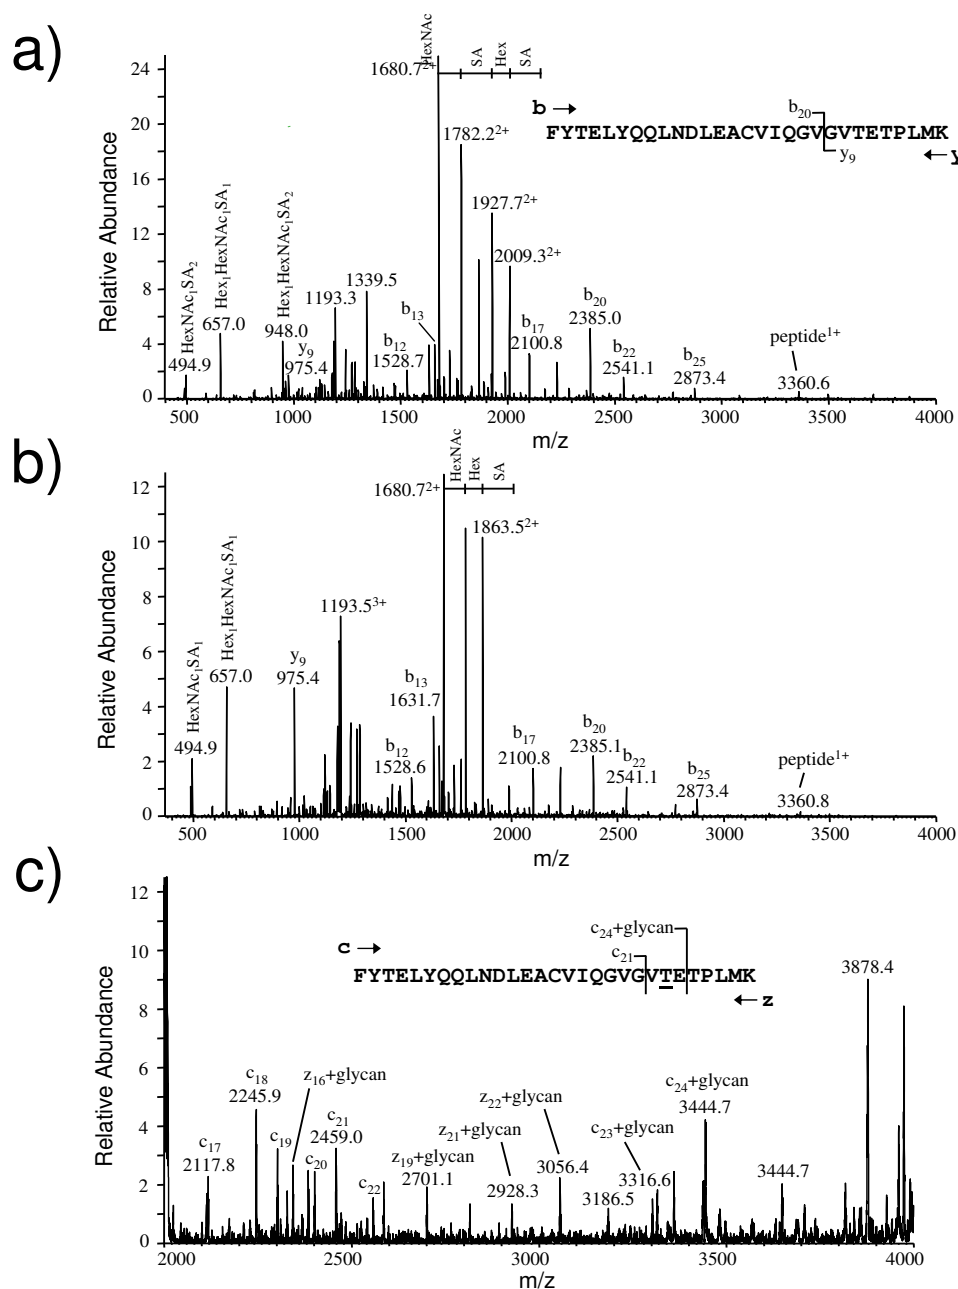 a)
HexNAc
SA
Hex
SA
1680.7²⁺
24
22
20
16
12
8
4
0
Relative Abundance
1782.2²⁺
1927.7²⁺
2009.3²⁺
b →
b₂₀
FYTELYQQLNDLEACVIQGVGVTETPLMK
y₉
← y
HexNAc₁SA₂
494.9
Hex₁HexNAc₁SA₁
657.0
Hex₁HexNAc₁SA₂
948.0
y₉
975.4
1193.3
1339.5
b₁₂
1528.7
b₁₃
b₁₇
2100.8
b₂₀
2385.0
b₂₂
2541.1
b₂₅
2873.4
peptide¹⁺
3360.6
500 1000 1500 2000 2500 3000 3500 4000
m/z
b)
HexNAc
Hex
SA
1680.7²⁺
1863.5²⁺
12
10
8
6
4
2
0
Relative Abundance
HexNAc₁SA₁
494.9
Hex₁HexNAc₁SA₁
657.0
y₉
975.4
1193.5³⁺
b₁₂
1528.6
b₁₃
1631.7
b₁₇
2100.8
b₂₀
2385.1
b₂₂
2541.1
b₂₅
2873.4
peptide¹⁺
3360.8
500 1000 1500 2000 2500 3000 3500 4000
m/z
c)
12
10
8
6
4
2
0
Relative Abundance
c →
c₂₄+glycan
c₂₁
FYTELYQQLNDLEACVIQGVGVTETPLMK
← z
c₁₇
2117.8
c₁₈
2245.9
c₁₉
z₁₆+glycan
c₂₀
c₂₁
2459.0
c₂₂
z₁₉+glycan
2701.1
z₂₁+glycan
2928.3
z₂₂+glycan
3056.4
3186.5
c₂₃+glycan
3316.6
c₂₄+glycan
3444.7
3444.7
3878.4
2000 2500 3000 3500 4000
m/z